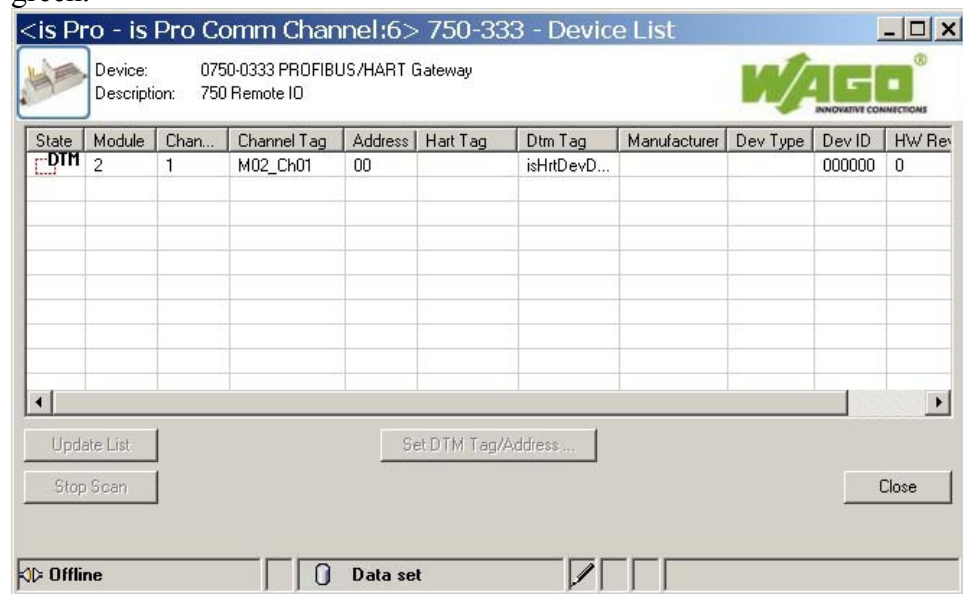 green.
<is Pro - is Pro Comm Channel:6> 750-333 - Device List
Device: 0750-0333 PROFIBUS/HART Gateway
Description: 750 Remote IO
WAGO®
INNOVATIVE CONNECTIONS
State Module Chan... Channel Tag Address Hart Tag Dtm Tag Manufacturer Dev Type Dev ID HW Rev
DTM 2 1 M02_Ch01 00 isHrtDevD... 000000 0
Update List Set DTM Tag/Address ...
Stop Scan Close
Offline Data set